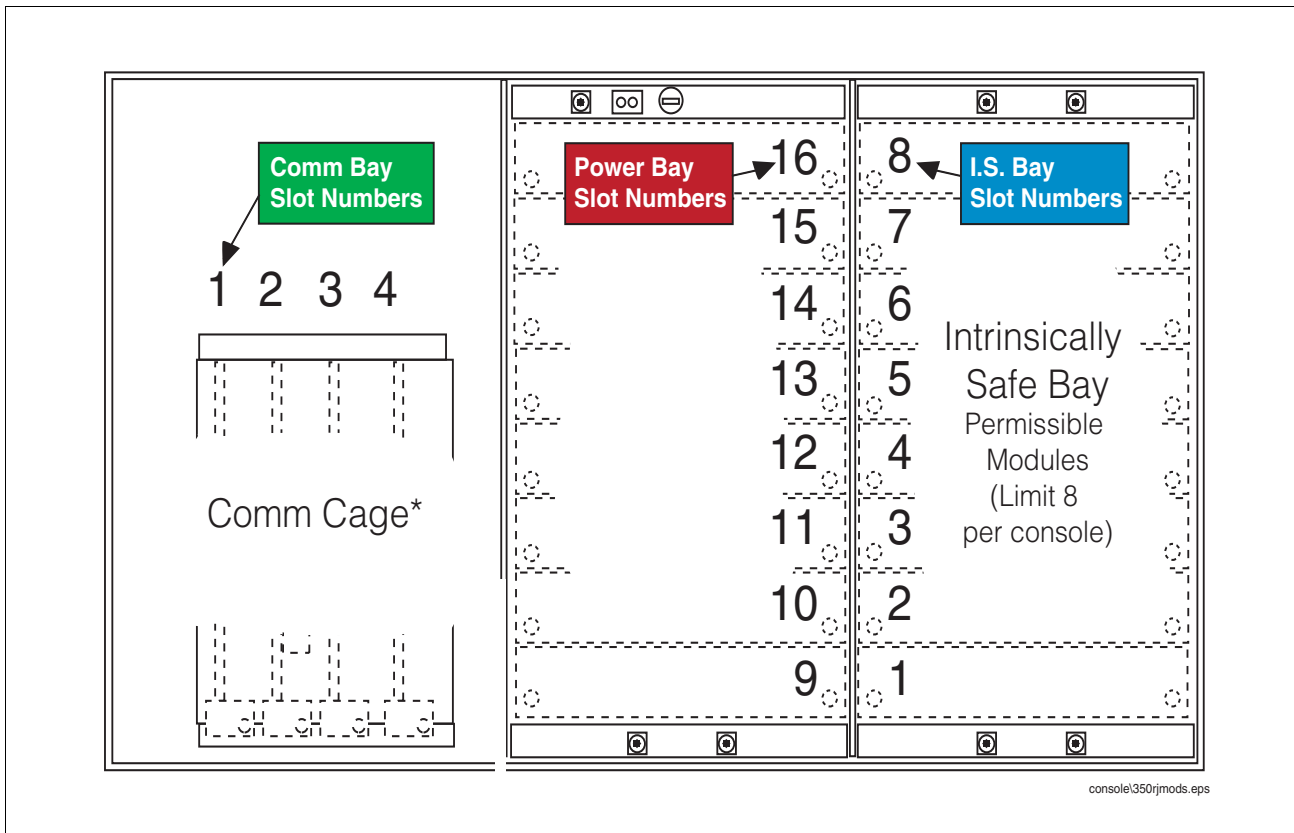 Comm Bay
Slot Numbers
Power Bay
Slot Numbers
I.S. Bay
Slot Numbers
1 2 3 4
Comm Cage*
16
15
14
13
12
11
10
9
8
7
6
5
4
3
2
1
Intrinsically
Safe Bay
Permissible
Modules
(Limit 8
per console)
console\350rjmods.eps